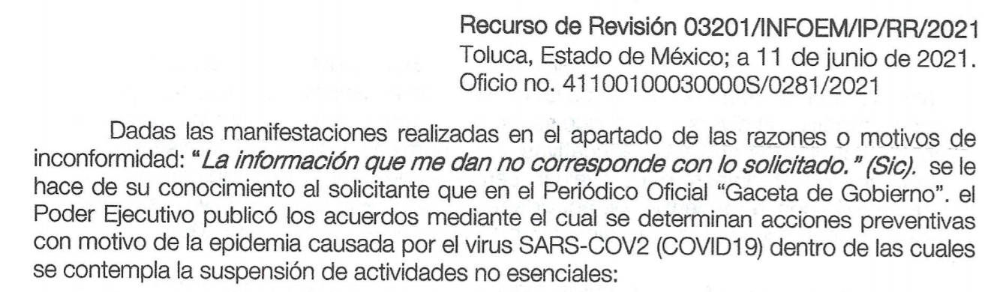 Recurso de Revisión 03201/INFOEM/IP/RR/2021
Toluca, Estado de México; a 11 de junio de 2021.
Oficio no. 41100100030000S/0281/2021
Dadas las manifestaciones realizadas en el apartado de las razones o motivos de
inconformidad: "La información que me dan no corresponde con lo solicitado." (Sic). se le
hace de su conocimiento al solicitante que en el Periódico Oficial "Gaceta de Gobierno". el
Poder Ejecutivo publicó los acuerdos mediante el cual se determinan acciones preventivas
con motivo de la epidemia causada por el virus SARS-COV2 (COVID19) dentro de las cuales
se contempla la suspensión de actividades no esenciales: